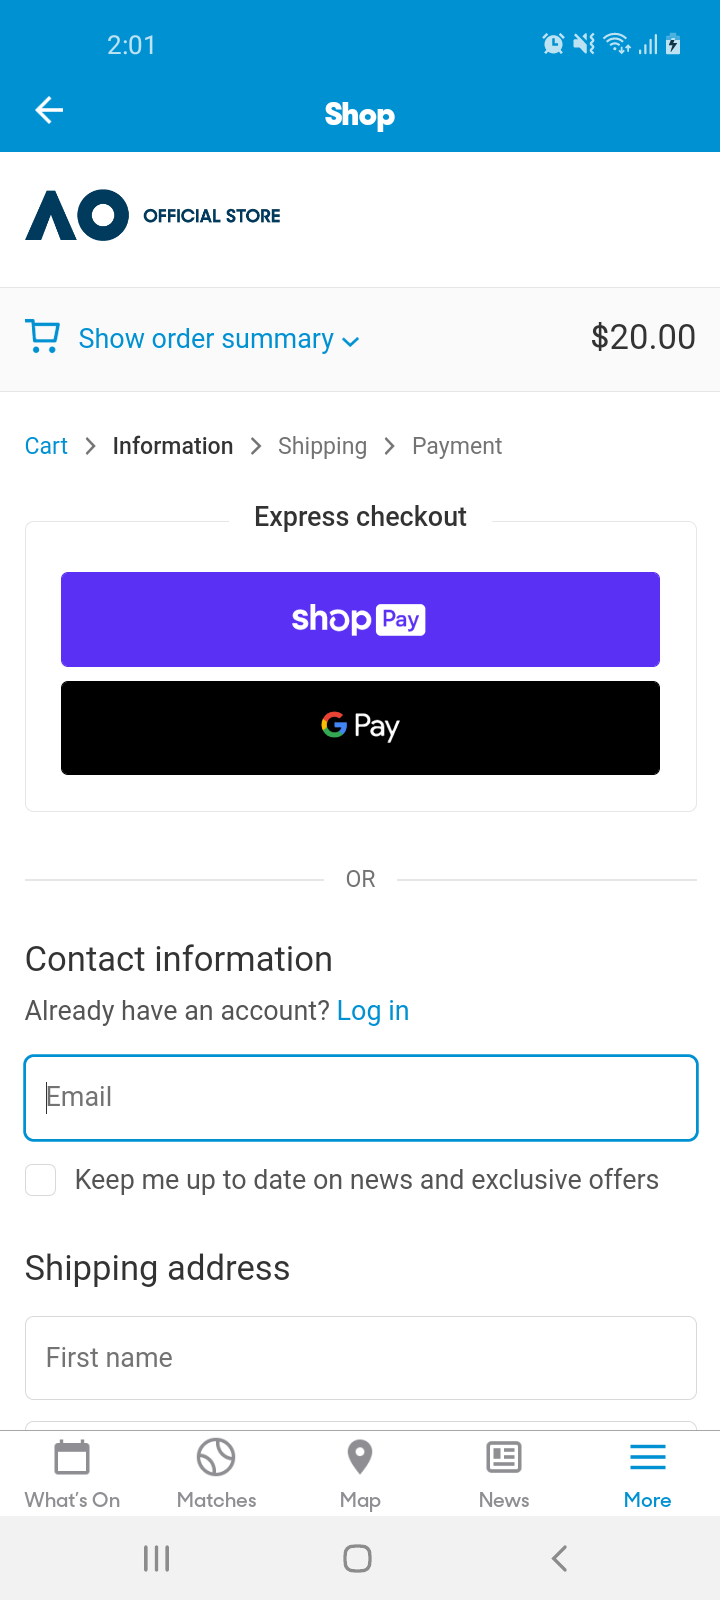 2:01
Shop
AO OFFICIAL STORE
Show order summary $20.00
Cart > Information > Shipping > Payment
Express checkout
shop Pay
G Pay
OR
Contact information
Already have an account? Log in
Email
Keep me up to date on news and exclusive offers
Shipping address
First name
What's On Matches Map News More